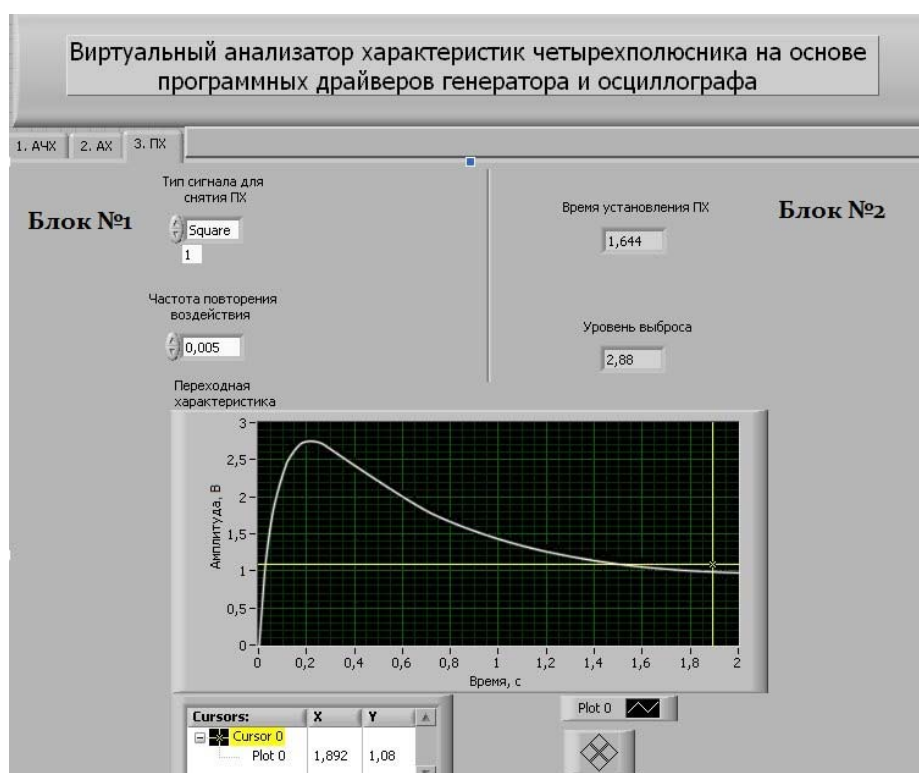 Виртуальный анализатор характеристик четырехполюсника на основе
программных драйверов генератора и осциллографа
1. АЧХ
2. АХ
3. ПХ
Блок №1
Тип сигнала для
снятия ПХ
Square
1
Частота повторения
воздействия
0,005
Время установления ПХ
1,644
Блок №2
Уровень выброса
2,88
Переходная
характеристика
Амплитуда, В
3
2,5
2
1,5
1
0,5
0
0
0,2
0,4
0,6
0,8
1
1,2
1,4
1,6
1,8
2
Время, с
Cursors:
X
Y
Cursor 0
Plot 0
1,892
1,08
Plot 0